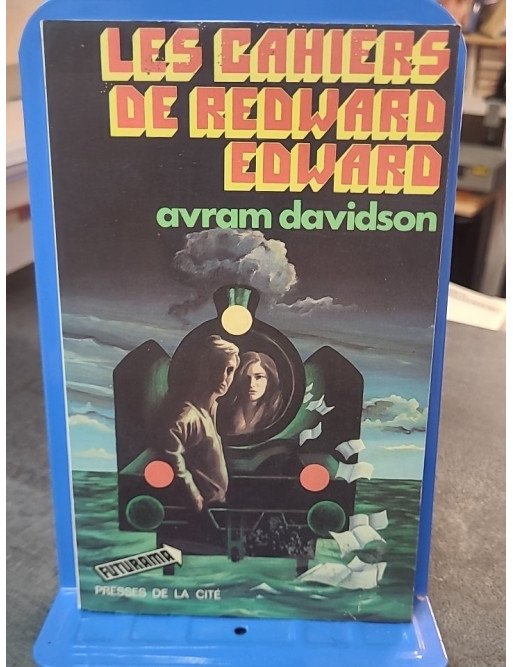 LES CAHIERS
DE REDWARD
EDWARD
avram davidson
FUTURAMA
PRESSES DE LA CITÉ